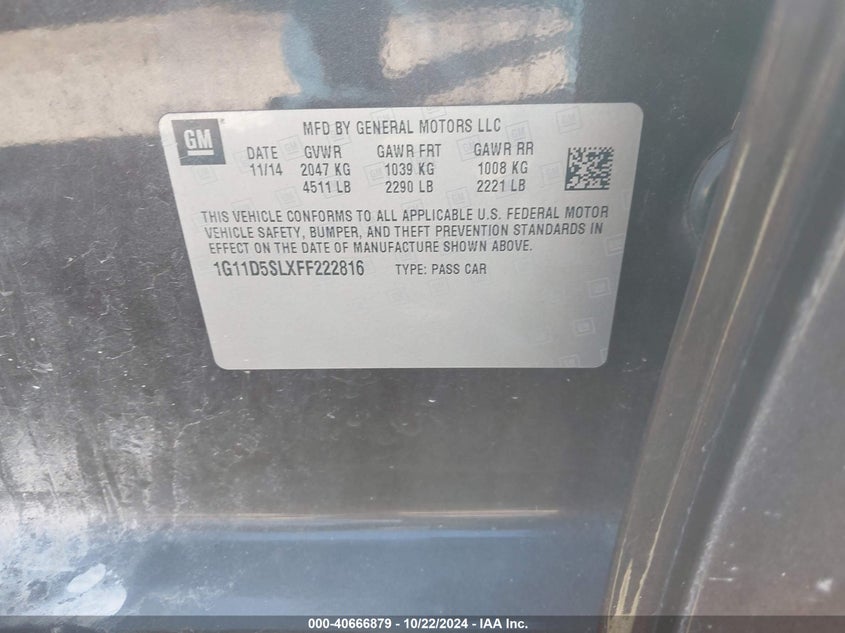 GM
MFD BY GENERAL MOTORS LLC
DATE GVWR GAWR FRT GAWR RR
11/14 2047 KG 1039 KG 1008 KG
4511 LB 2290 LB 2221 LB
THIS VEHICLE CONFORMS TO ALL APPLICABLE U.S. FEDERAL MOTOR
VEHICLE SAFETY, BUMPER, AND THEFT PREVENTION STANDARDS IN
EFFECT ON THE DATE OF MANUFACTURE SHOWN ABOVE.
1G11D5SLXFF222816 TYPE: PASS CAR
000-40666879 - 10/22/2024 - IAA Inc.